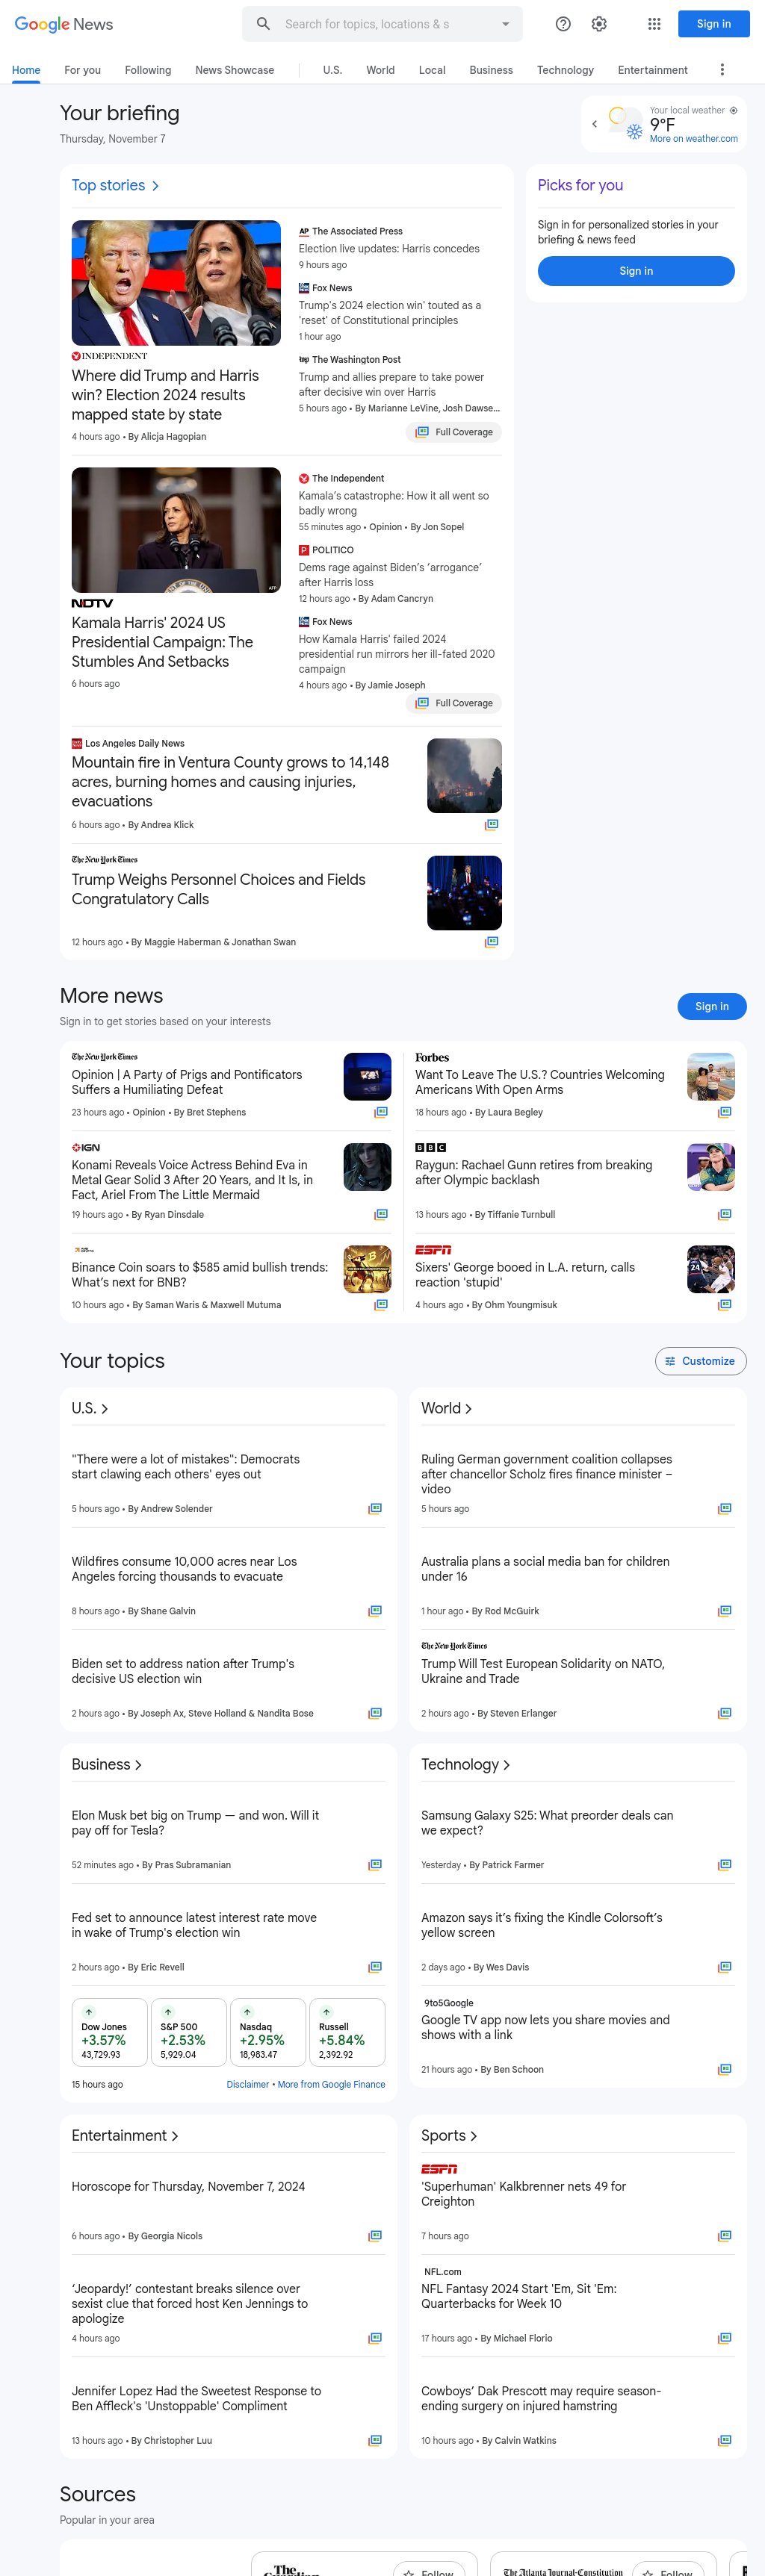 Google News
Search for topics, locations & s
Sign in
Home
For you
Following
News Showcase
U.S.
World
Local
Business
Technology
Entertainment
Your briefing
Thursday, November 7
Your local weather
9°F
More on weather.com
Top stories
INDEPENDENT
Where did Trump and Harris
win? Election 2024 results
mapped state by state
4 hours ago • By Alicja Hagopian
AP The Associated Press
Election live updates: Harris concedes
9 hours ago
Fox News
Trump's 2024 election win' touted as a
'reset' of Constitutional principles
1 hour ago
wp The Washington Post
Trump and allies prepare to take power
after decisive win over Harris
5 hours ago • By Marianne LeVine, Josh Dawse...
Full Coverage
AFP
NDTV
Kamala Harris' 2024 US
Presidential Campaign: The
Stumbles And Setbacks
6 hours ago
The Independent
Kamala's catastrophe: How it all went so
badly wrong
55 minutes ago • Opinion • By Jon Sopel
P POLITICO
Dems rage against Biden's 'arrogance'
after Harris loss
12 hours ago • By Adam Cancryn
Fox News
How Kamala Harris' failed 2024
presidential run mirrors her ill-fated 2020
campaign
4 hours ago • By Jamie Joseph
Full Coverage
Los Angeles Daily News
Mountain fire in Ventura County grows to 14,148
acres, burning homes and causing injuries,
evacuations
6 hours ago • By Andrea Klick
The New York Times
Trump Weighs Personnel Choices and Fields
Congratulatory Calls
12 hours ago • By Maggie Haberman & Jonathan Swan
Picks for you
Sign in for personalized stories in your
briefing & news feed
Sign in
More news
Sign in to get stories based on your interests
Sign in
The New York Times
Opinion | A Party of Prigs and Pontificators
Suffers a Humiliating Defeat
23 hours ago • Opinion • By Bret Stephens
IGN
Konami Reveals Voice Actress Behind Eva in
Metal Gear Solid 3 After 20 Years, and It Is, in
Fact, Ariel From The Little Mermaid
19 hours ago • By Ryan Dinsdale
Binance Coin soars to $585 amid bullish trends:
What's next for BNB?
10 hours ago • By Saman Waris & Maxwell Mutuma
Forbes
Want To Leave The U.S.? Countries Welcoming
Americans With Open Arms
18 hours ago • By Laura Begley
BBC
Raygun: Rachael Gunn retires from breaking
after Olympic backlash
13 hours ago • By Tiffanie Turnbull
ESPN
Sixers' George booed in L.A. return, calls
reaction 'stupid'
4 hours ago • By Ohm Youngmisuk
24
Your topics
Customize
U.S.
"There were a lot of mistakes": Democrats
start clawing each others' eyes out
5 hours ago • By Andrew Solender
Wildfires consume 10,000 acres near Los
Angeles forcing thousands to evacuate
8 hours ago • By Shane Galvin
Biden set to address nation after Trump's
decisive US election win
2 hours ago • By Joseph Ax, Steve Holland & Nandita Bose
World
Ruling German government coalition collapses
after chancellor Scholz fires finance minister –
video
5 hours ago
Australia plans a social media ban for children
under 16
1 hour ago • By Rod McGuirk
The New York Times
Trump Will Test European Solidarity on NATO,
Ukraine and Trade
2 hours ago • By Steven Erlanger
Business
Elon Musk bet big on Trump — and won. Will it
pay off for Tesla?
52 minutes ago • By Pras Subramanian
Fed set to announce latest interest rate move
in wake of Trump's election win
2 hours ago • By Eric Revell
Dow Jones
+3.57%
43,729.93
S&P 500
+2.53%
5,929.04
Nasdaq
+2.95%
18,983.47
Russell
+5.84%
2,392.92
15 hours ago
Disclaimer • More from Google Finance
Technology
Samsung Galaxy S25: What preorder deals can
we expect?
Yesterday • By Patrick Farmer
Amazon says it's fixing the Kindle Colorsoft's
yellow screen
2 days ago • By Wes Davis
9to5Google
Google TV app now lets you share movies and
shows with a link
21 hours ago • By Ben Schoon
Entertainment
Horoscope for Thursday, November 7, 2024
6 hours ago • By Georgia Nicols
'Jeopardy!' contestant breaks silence over
sexist clue that forced host Ken Jennings to
apologize
4 hours ago
Jennifer Lopez Had the Sweetest Response to
Ben Affleck's 'Unstoppable' Compliment
13 hours ago • By Christopher Luu
Sports
ESPN
'Superhuman' Kalkbrenner nets 49 for
Creighton
7 hours ago
NFL.com
NFL Fantasy 2024 Start 'Em, Sit 'Em:
Quarterbacks for Week 10
17 hours ago • By Michael Florio
Cowboys' Dak Prescott may require season-
ending surgery on injured hamstring
10 hours ago • By Calvin Watkins
Sources
Popular in your area
The
Follow
The Atlanta Journal-Constitution
Follow